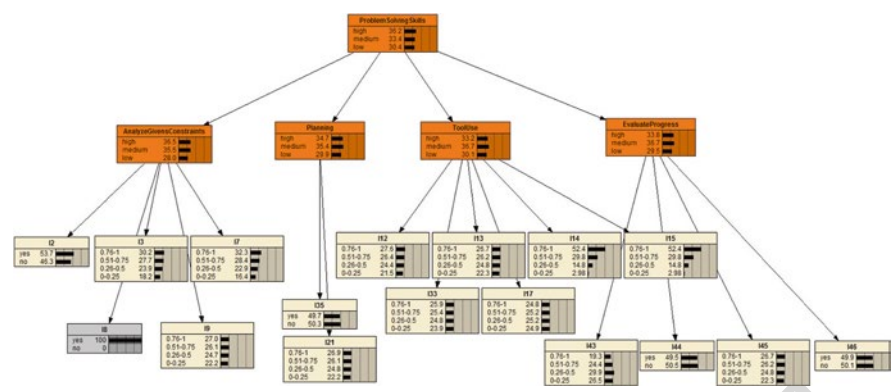 ProblemSolvingSkills
high 36.2
medium 33.4
low 30.4
AnalyzeGivensConstraints
high 36.5
medium 35.5
low 28.0
Planning
high 34.7
medium 35.4
low 29.9
ToolUse
high 33.2
medium 36.7
low 30.5
EvaluateProgress
high 33.8
medium 36.7
low 29.5
I2
yes 53.7
no 46.3
I3
0.76-1 30.2
0.51-0.75 27.7
0.26-0.5 23.9
0-0.25 18.2
I7
0.76-1 32.3
0.51-0.75 28.4
0.26-0.5 22.9
0-0.25 16.4
I12
0.76-1 27.6
0.51-0.75 26.4
0.26-0.5 24.4
0-0.25 21.5
I13
0.76-1 26.7
0.51-0.75 26.2
0.26-0.5 24.8
0-0.25 22.3
I14
0.76-1 52.4
0.51-0.75 29.8
0.26-0.5 14.8
0-0.25 2.98
I15
0.76-1 52.4
0.51-0.75 29.8
0.26-0.5 14.8
0-0.25 2.98
I8
yes 100
no 0
I9
0.76-1 27.0
0.51-0.75 26.1
0.26-0.5 24.7
0-0.25 22.2
I35
yes 49.7
no 50.3
I21
0.76-1 26.9
0.51-0.75 26.1
0.26-0.5 24.8
0-0.25 22.2
I33
0.76-1 25.9
0.51-0.75 25.4
0.26-0.5 24.8
0-0.25 23.9
I17
0.76-1 24.8
0.51-0.75 25.2
0.26-0.5 25.2
0-0.25 24.9
I43
0.76-1 19.3
0.51-0.75 24.4
0.26-0.5 29.9
0-0.25 26.5
I44
yes 49.5
no 50.5
I45
0.76-1 26.7
0.51-0.75 26.2
0.26-0.5 24.8
0-0.25 22.3
I46
yes 49.9
no 50.1